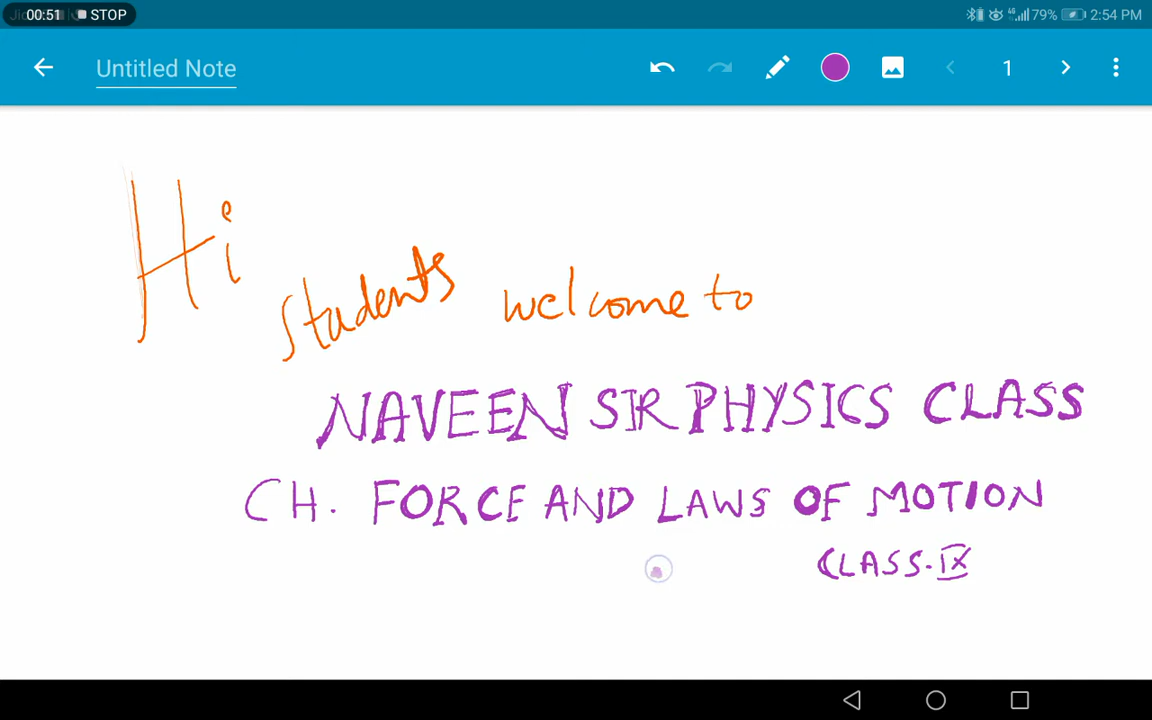 00:51 STOP 4G 79% 2:54 PM
Untitled Note 1
Hi
students welcome to
NAVEEN SIR PHYSICS CLASS
CH. FORCE AND LAWS OF MOTION
CLASS-IX